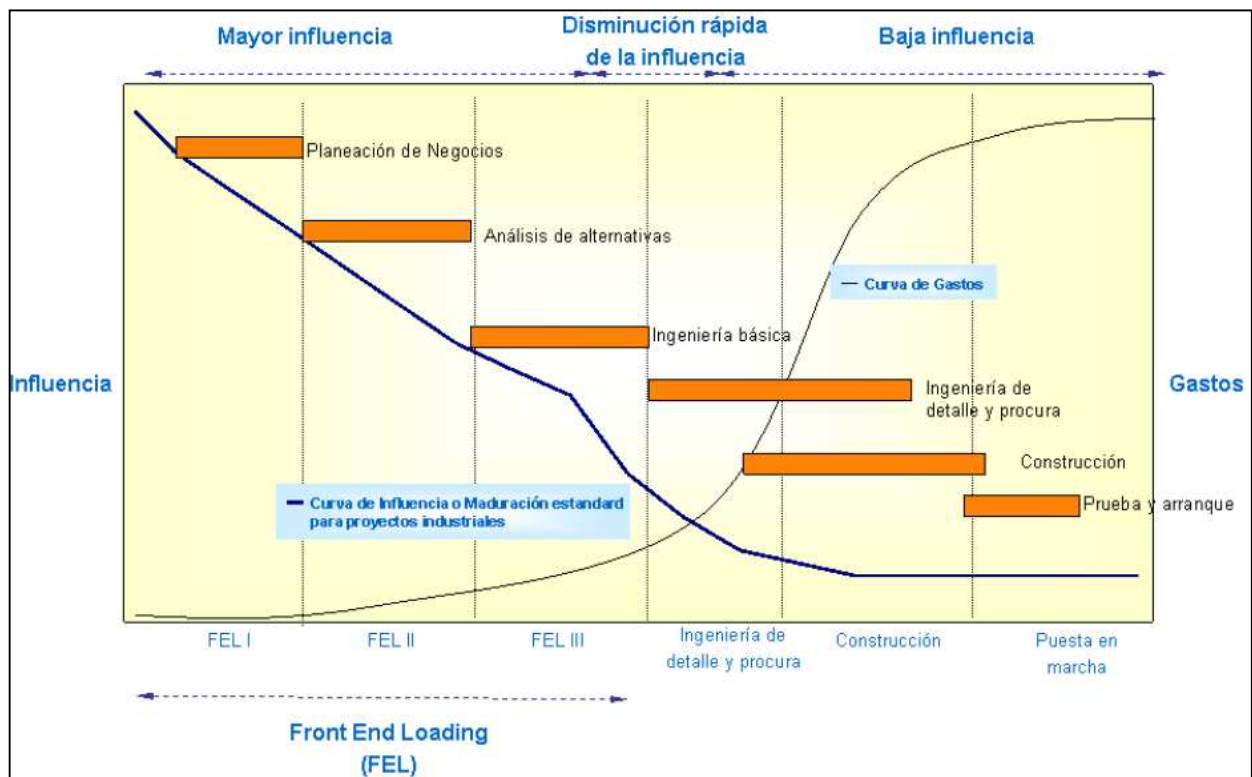 Mayor influencia
Disminución rápida
de la influencia
Baja influencia
Planeación de Negocios
Análisis de alternativas
Curva de Gastos
Ingeniería básica
Influencia
Gastos
Ingeniería de
detalle y procura
Construcción
Curva de Influencia o Maduración estandard
para proyectos industriales
Prueba y arranque
FEL I
FEL II
FEL III
Ingeniería de
detalle y procura
Construcción
Puesta en
marcha
Front End Loading
(FEL)